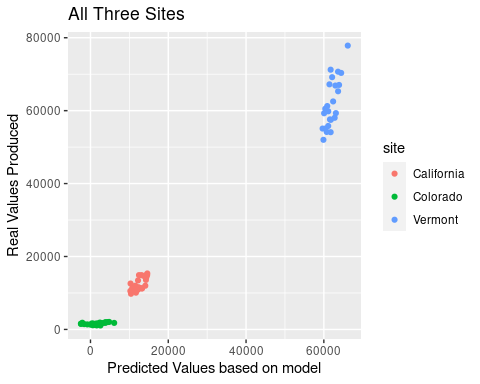 All Three Sites
80000
60000
40000
20000
0
Real Values Produced
0
20000
40000
60000
Predicted Values based on model
site
California
Colorado
Vermont